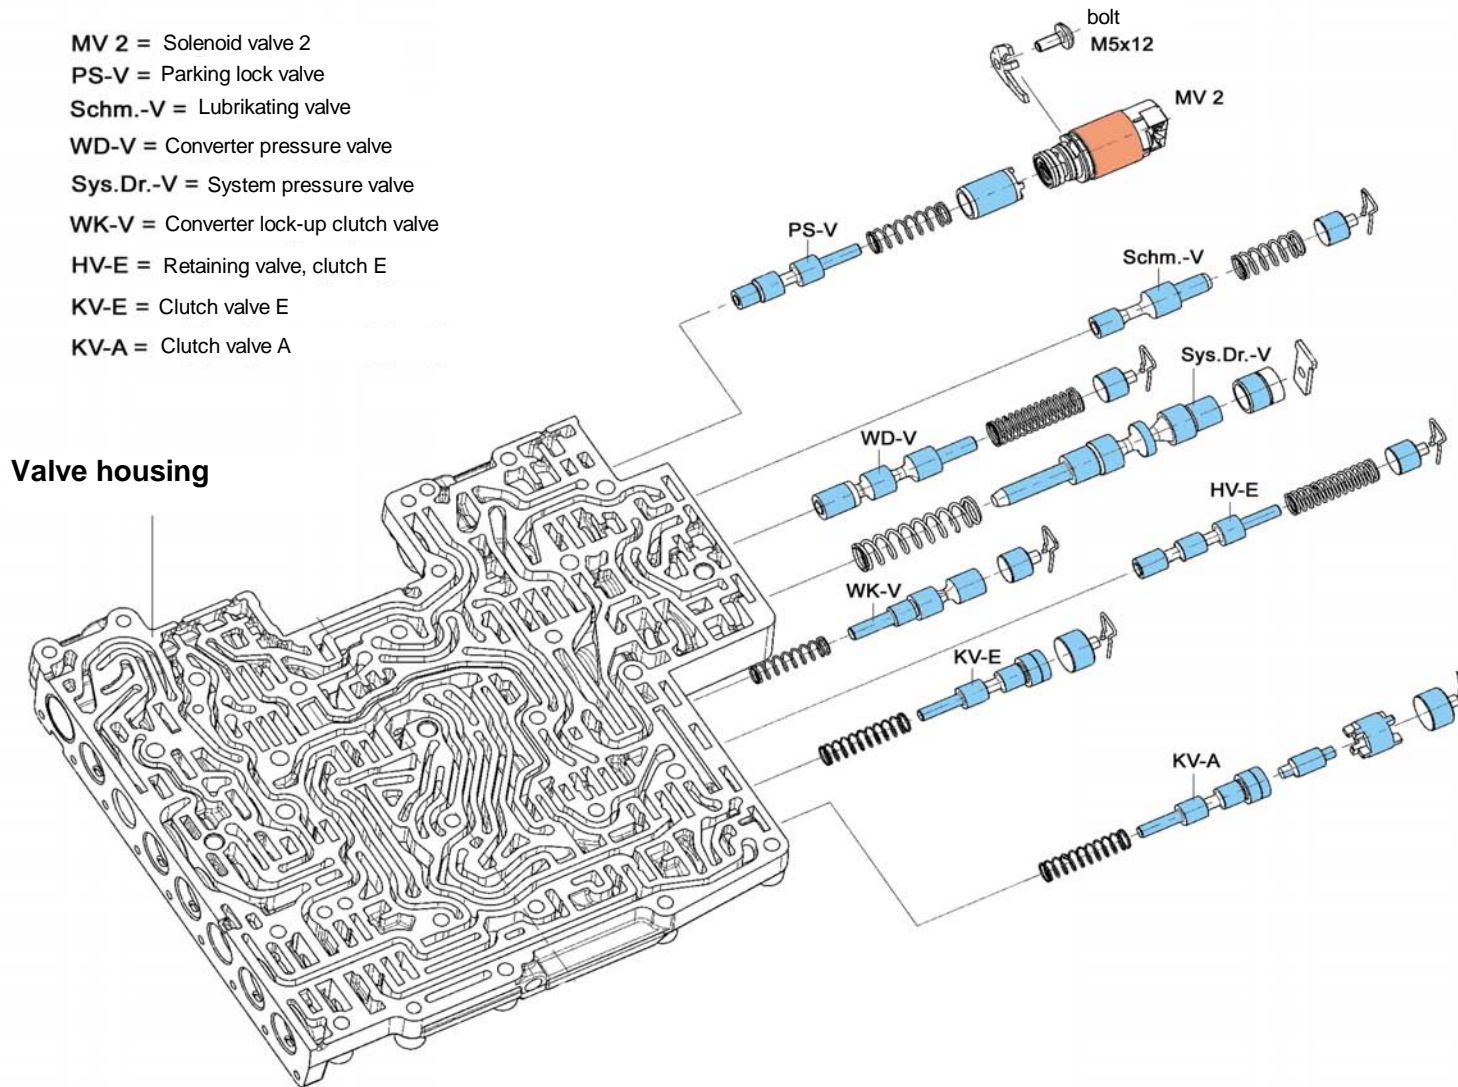 MV 2 = Solenoid valve 2
PS-V = Parking lock valve
Schm.-V = Lubrikating valve
WD-V = Converter pressure valve
Sys.Dr.-V = System pressure valve
WK-V = Converter lock-up clutch valve
HV-E = Retaining valve, clutch E
KV-E = Clutch valve E
KV-A = Clutch valve A
bolt
M5x12
MV 2
PS-V
Schm.-V
Sys.Dr.-V
WD-V
Valve housing
HV-E
WK-V
KV-E
KV-A